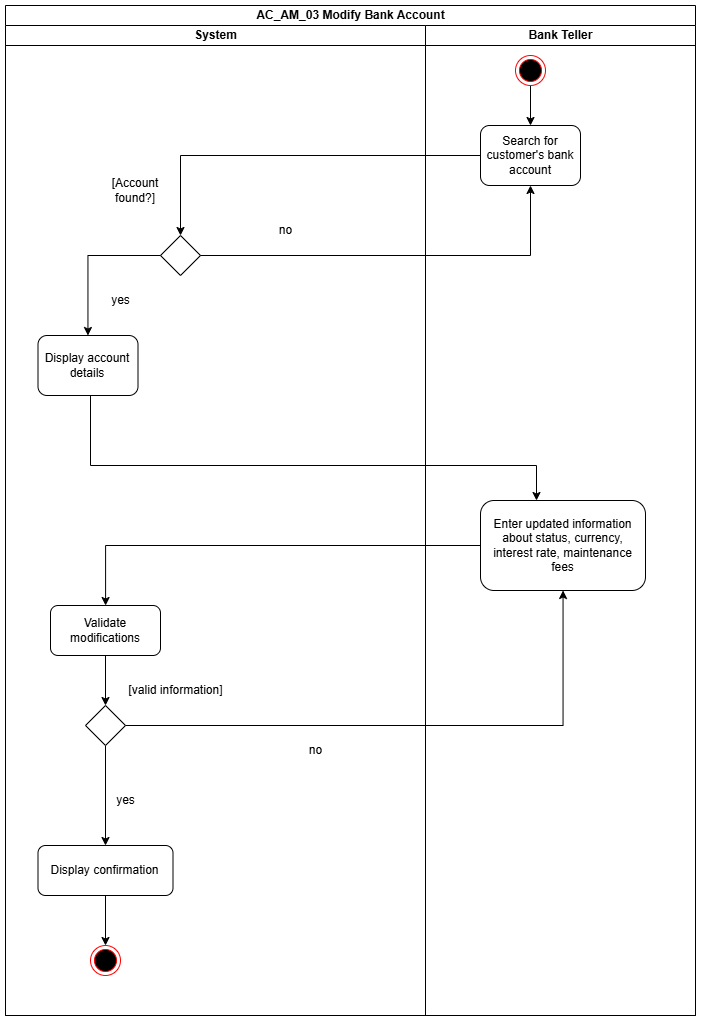 AC_AM_03 Modify Bank Account
System
Bank Teller
Search for
customer's bank
account
[Account
found?]
no
yes
Display account
details
Enter updated information
about status, currency,
interest rate, maintenance
fees
Validate
modifications
[valid information]
no
yes
Display confirmation